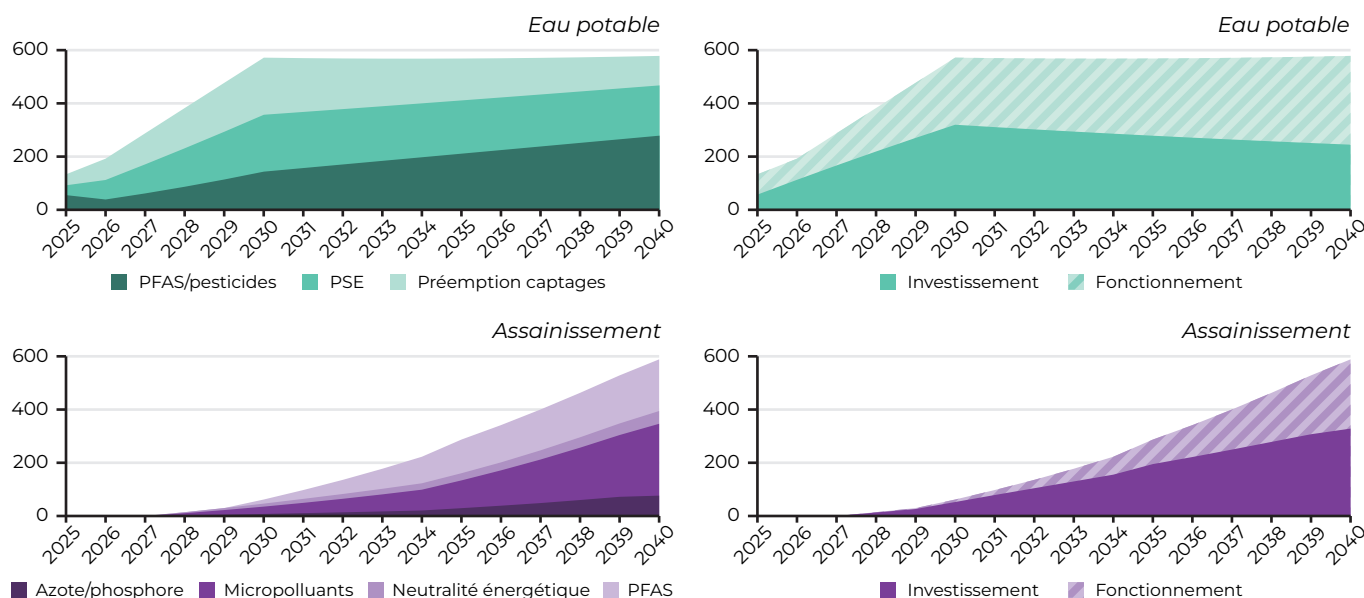 Eau potable
600
400
200
0
2025 2026 2027 2028 2029 2030 2031 2032 2033 2034 2035 2036 2037 2038 2039 2040
PFAS/pesticides PSE Préemption captages
Eau potable
600
400
200
0
2025 2026 2027 2028 2029 2030 2031 2032 2033 2034 2035 2036 2037 2038 2039 2040
Investissement Fonctionnement
Assainissement
600
400
200
0
2025 2026 2027 2028 2029 2030 2031 2032 2033 2034 2035 2036 2037 2038 2039 2040
Azote/phosphore Micropolluants Neutralité énergétique PFAS
Assainissement
600
400
200
0
2025 2026 2027 2028 2029 2030 2031 2032 2033 2034 2035 2036 2037 2038 2039 2040
Investissement Fonctionnement